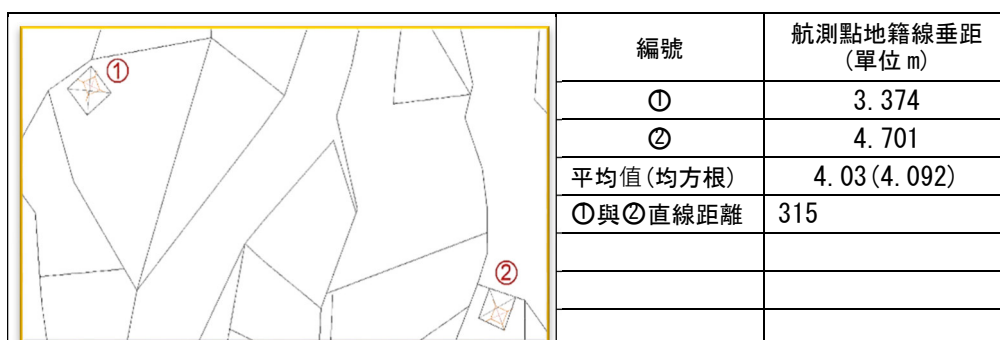 ①
②
編號 航測點地籍線垂距
(單位 m)
① 3.374
② 4.701
平均值(均方根) 4.03(4.092)
①與②直線距離 315